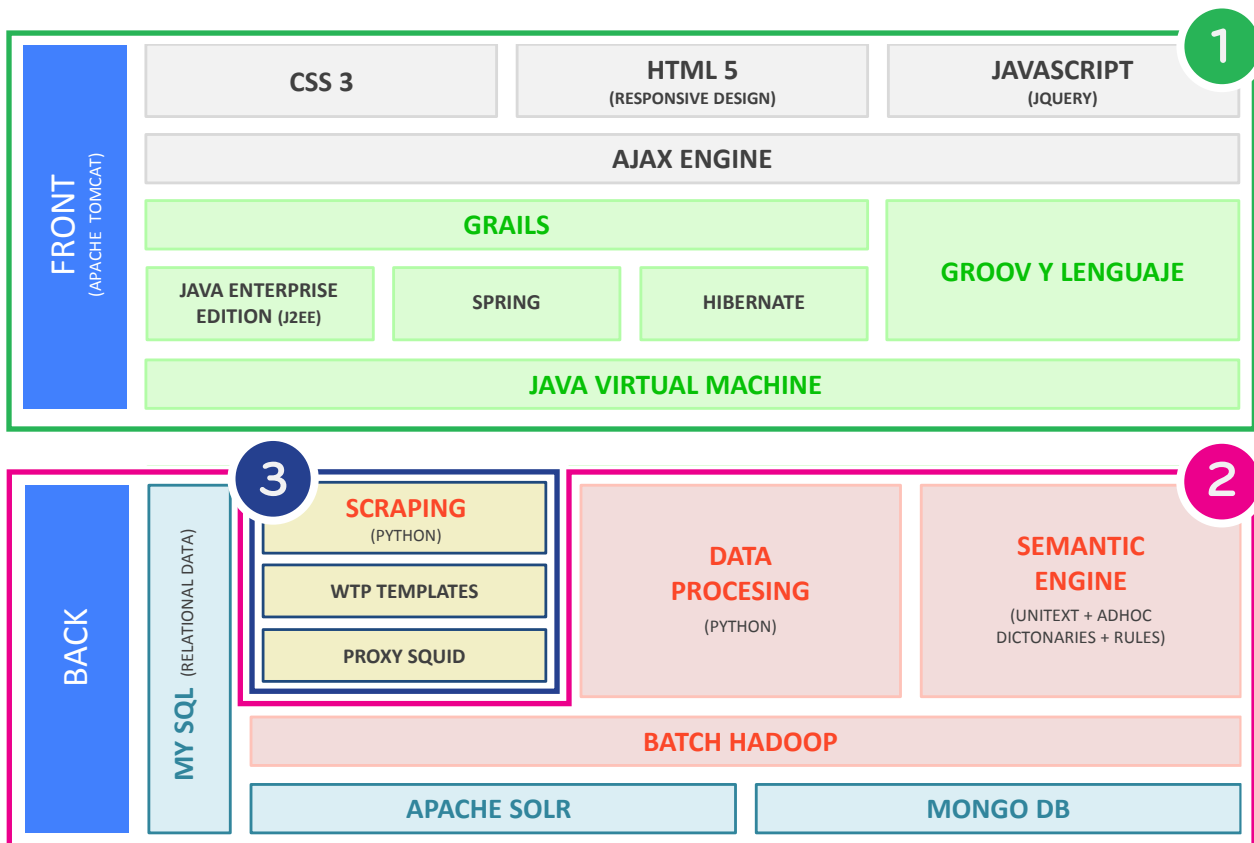 1
FRONT
(APACHE TOMCAT)
CSS 3
HTML 5
(RESPONSIVE DESIGN)
JAVASCRIPT
(JQUERY)
AJAX ENGINE
GRAILS
GROOV Y LENGUAJE
JAVA ENTERPRISE
EDITION (J2EE)
SPRING
HIBERNATE
JAVA VIRTUAL MACHINE
3
2
BACK
MY SQL (RELATIONAL DATA)
SCRAPING
(PYTHON)
WTP TEMPLATES
PROXY SQUID
DATA
PROCESING
(PYTHON)
SEMANTIC
ENGINE
(UNITEXT + ADHOC
DICTONARIES + RULES)
BATCH HADOOP
APACHE SOLR
MONGO DB